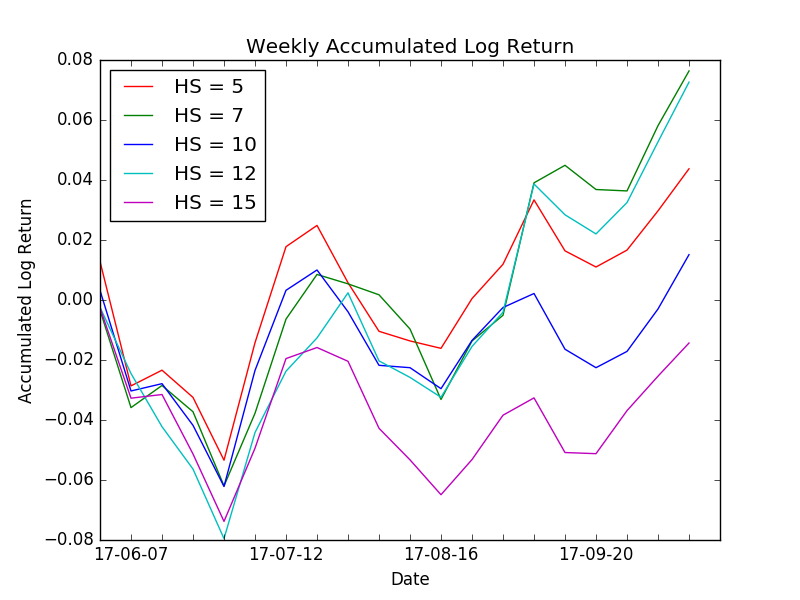 Weekly Accumulated Log Return
HS = 5
HS = 7
HS = 10
HS = 12
HS = 15
0.08
0.06
0.04
0.02
0.00
−0.02
−0.04
−0.06
−0.08
Accumulated Log Return
17-06-07 17-07-12 17-08-16 17-09-20
Date